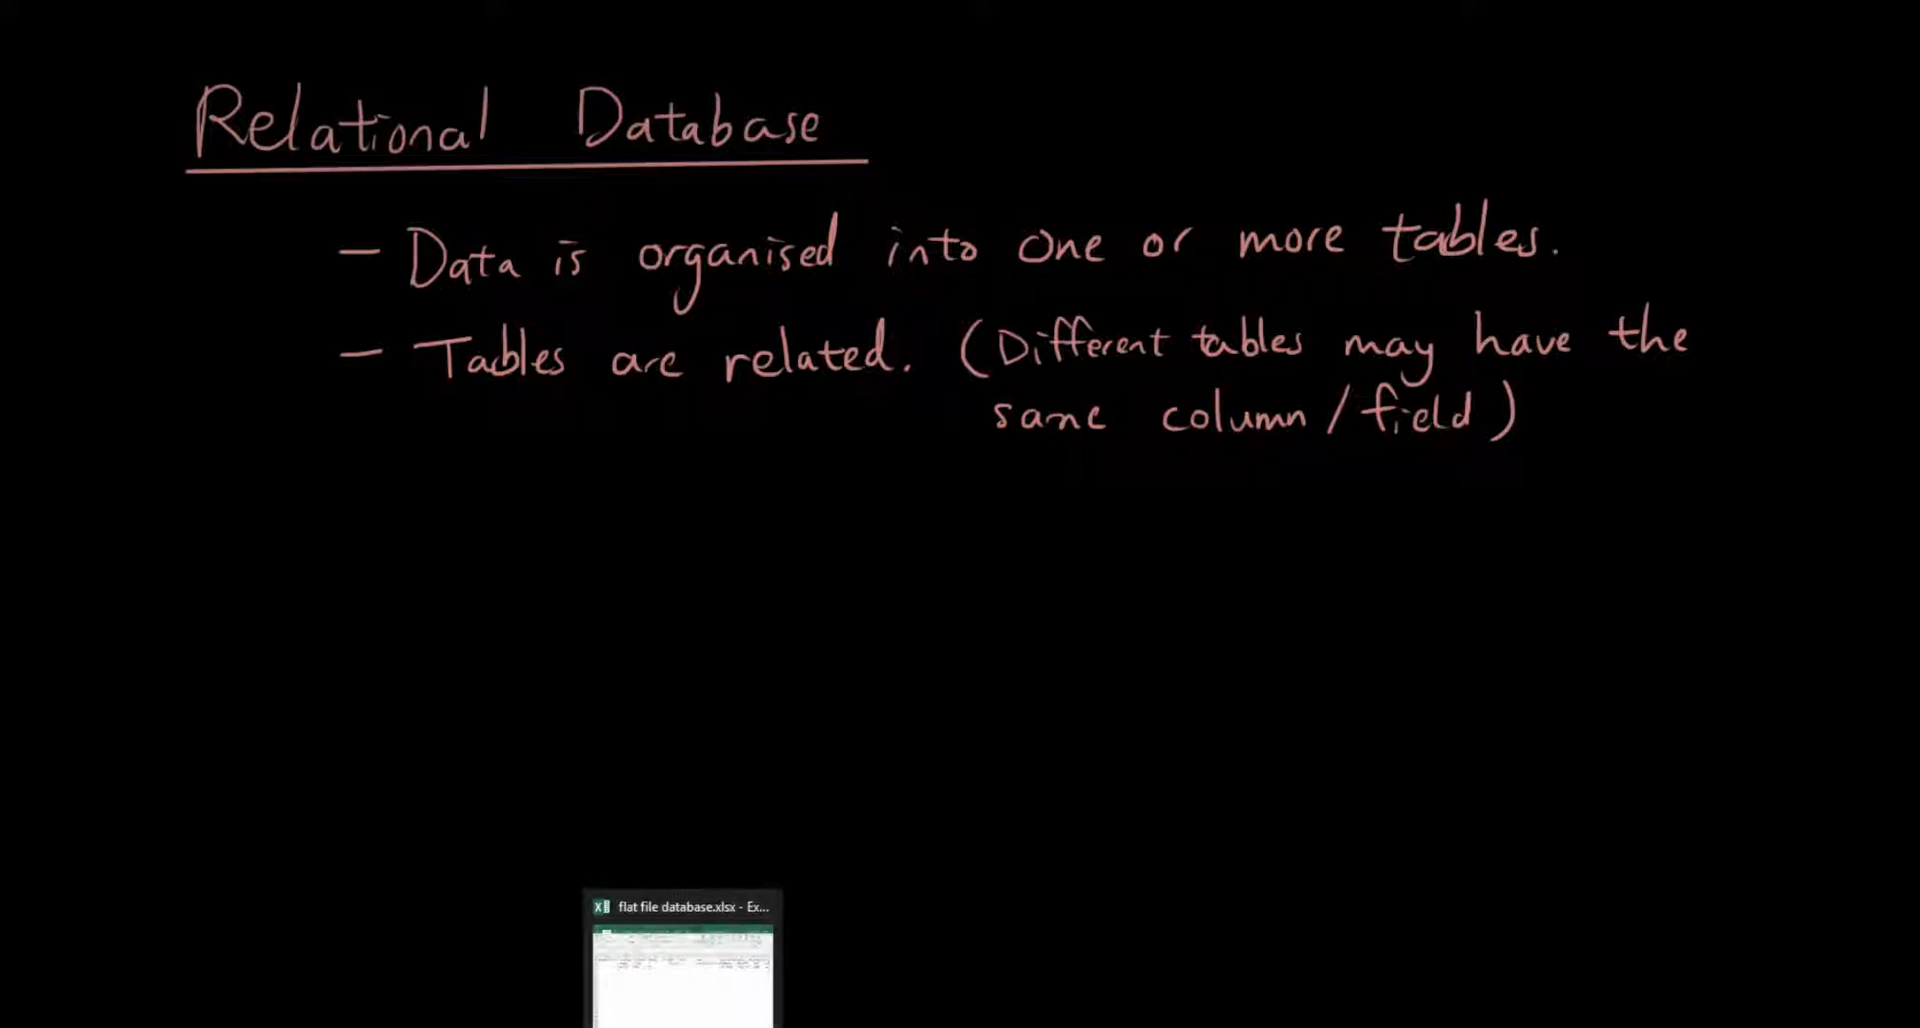 Relational Database
- Data is organised into one or more tables.
- Tables are related. (Different tables may have the
same column/field)
flat file database.xlsx - Ex...